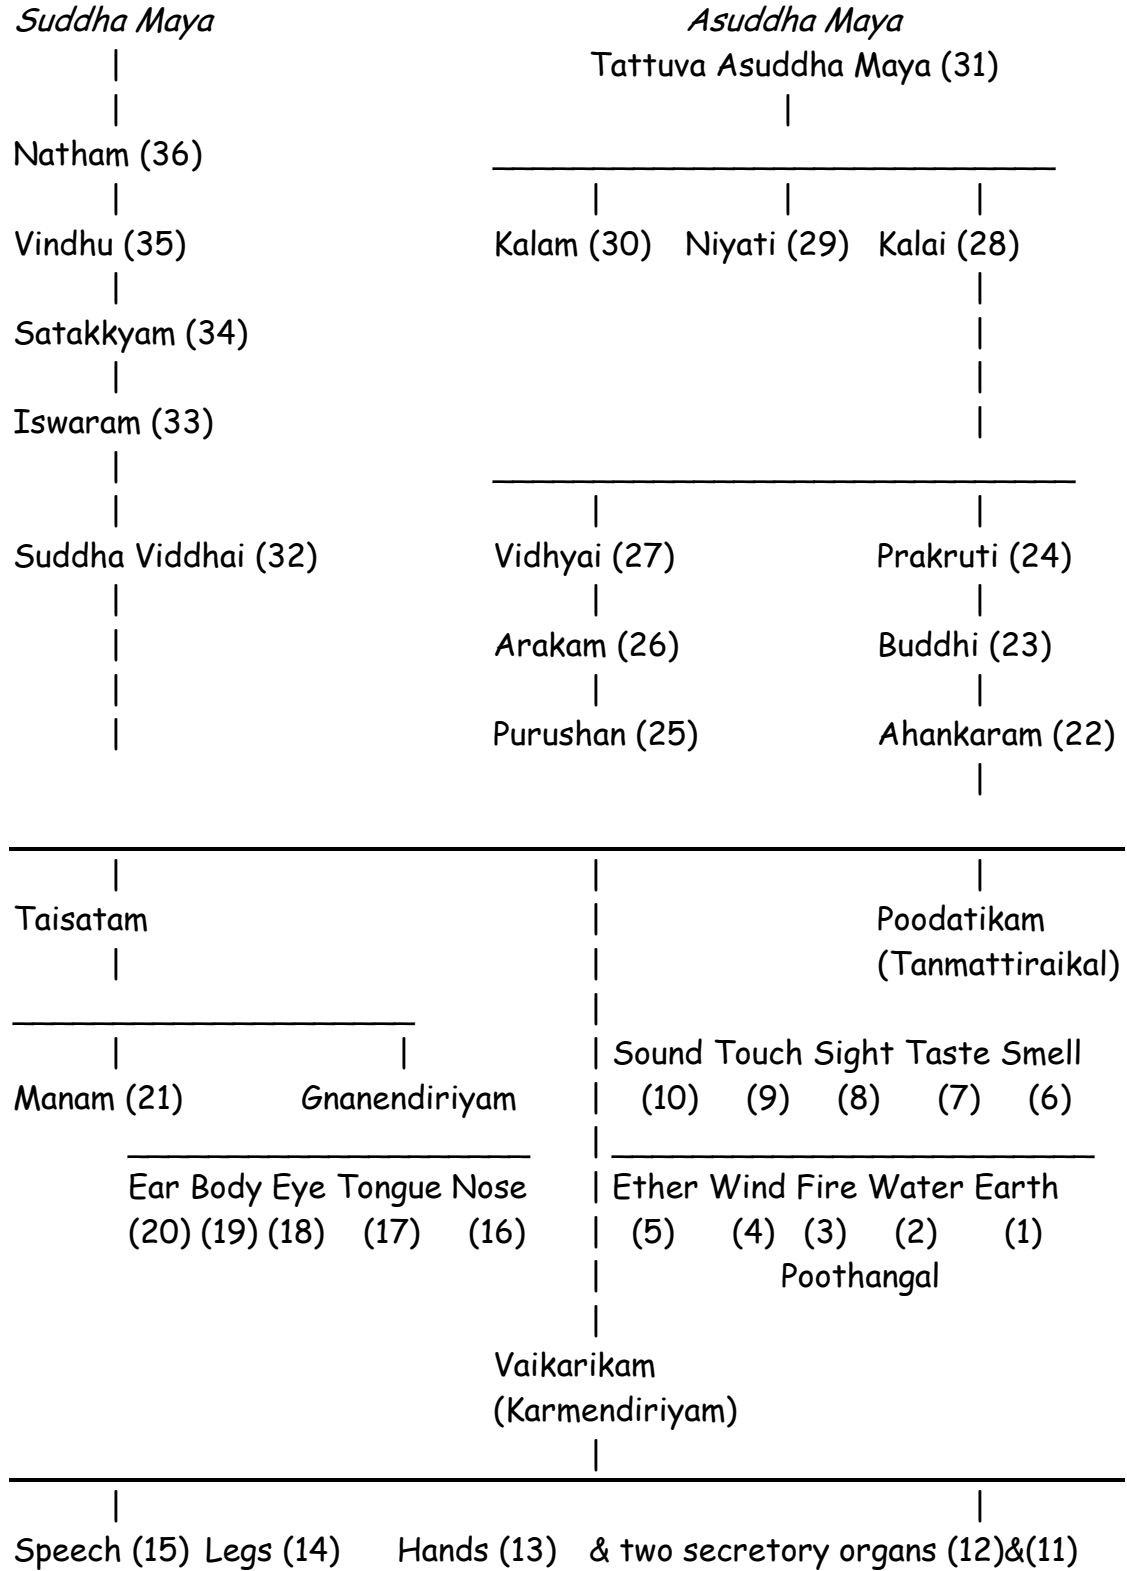 Suddha Maya Asuddha Maya
Tattuva Asuddha Maya (31)
Natham (36)
Vindhu (35) Kalam (30) Niyati (29) Kalai (28)
Satakkyam (34)
Iswaram (33)
Suddha Viddhai (32) Vidhyai (27) Prakruti (24)
Arakam (26) Buddhi (23)
Purushan (25) Ahankaram (22)
Taisatam Poodatikam
(Tanmattiraikal)
Sound Touch Sight Taste Smell
Manam (21) Gnanendiriyam (10) (9) (8) (7) (6)
Ear Body Eye Tongue Nose Ether Wind Fire Water Earth
(20) (19) (18) (17) (16) (5) (4) (3) (2) (1)
Poothangal
Vaikarikam
(Karmendiriyam)
Speech (15) Legs (14) Hands (13) & two secretory organs (12)&(11)